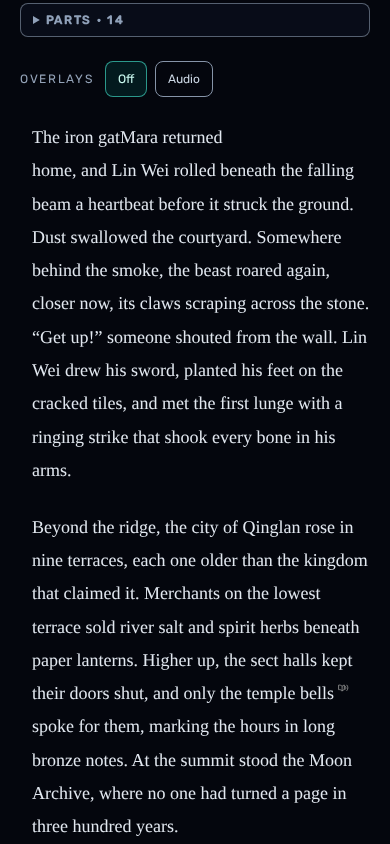 PARTS • 14
OVERLAYS Off Audio
The iron gatMara returned
home, and Lin Wei rolled beneath the falling
beam a heartbeat before it struck the ground.
Dust swallowed the courtyard. Somewhere
behind the smoke, the beast roared again,
closer now, its claws scraping across the stone.
“Get up!” someone shouted from the wall. Lin
Wei drew his sword, planted his feet on the
cracked tiles, and met the first lunge with a
ringing strike that shook every bone in his
arms.
Beyond the ridge, the city of Qinglan rose in
nine terraces, each one older than the kingdom
that claimed it. Merchants on the lowest
terrace sold river salt and spirit herbs beneath
paper lanterns. Higher up, the sect halls kept
their doors shut, and only the temple bells
spoke for them, marking the hours in long
bronze notes. At the summit stood the Moon
Archive, where no one had turned a page in
three hundred years.